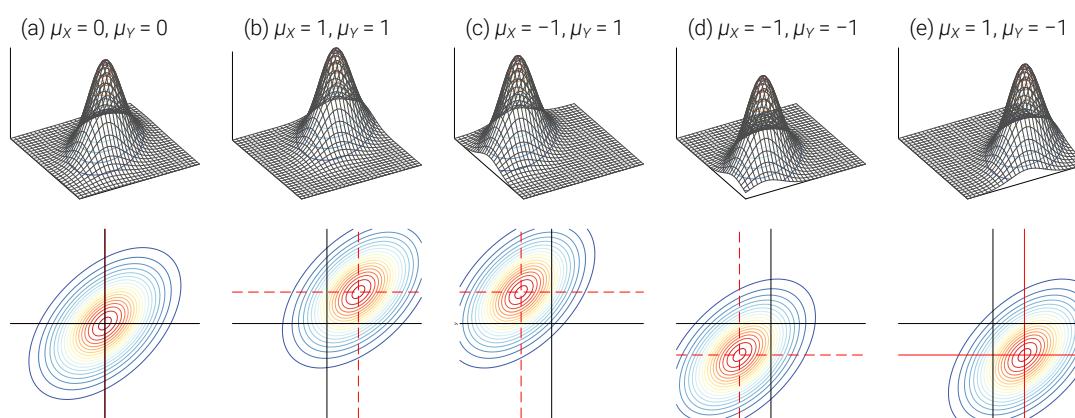 (a) μX = 0, μY = 0
(b) μX = 1, μY = 1
(c) μX = −1, μY = 1
(d) μX = −1, μY = −1
(e) μX = 1, μY = −1